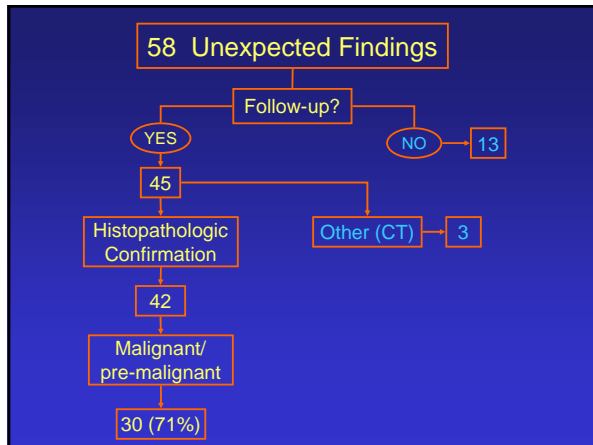 58 Unexpected Findings
Follow-up?
YES
NO
13
45
Histopathologic
Confirmation
Other (CT)
3
42
Malignant/
pre-malignant
30 (71%)